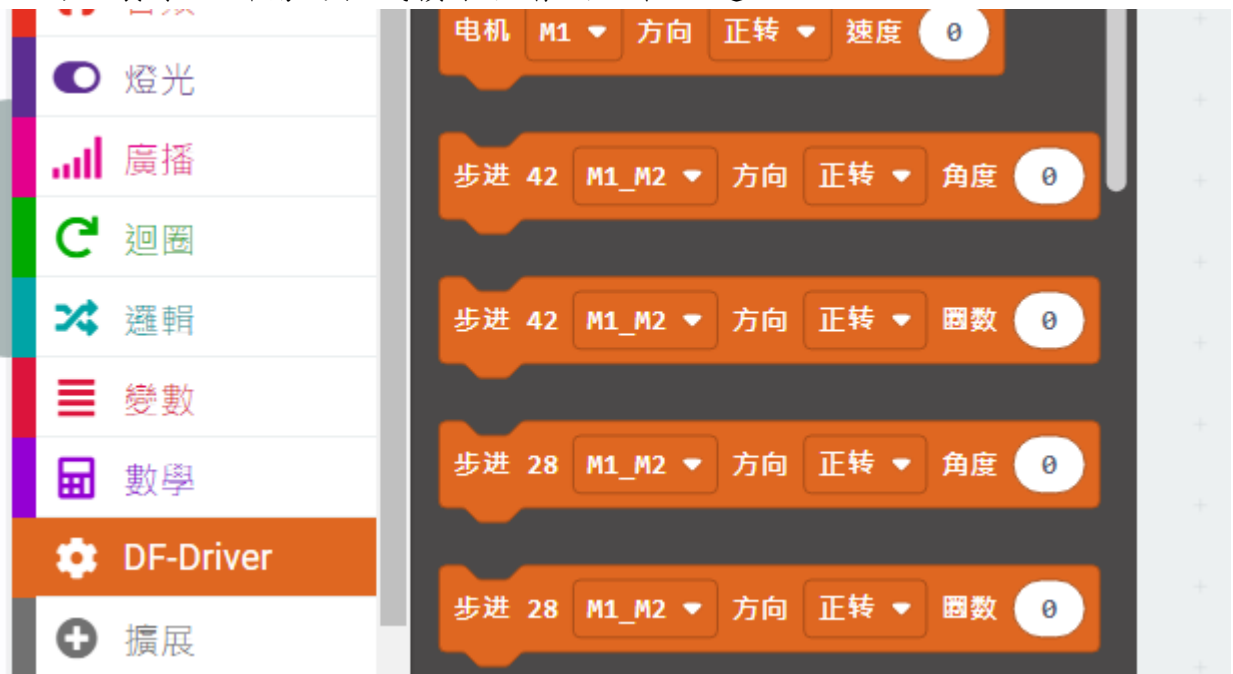 电机 M1 方向 正转 速度 0
燈光
廣播
步进 42 M1_M2 方向 正转 角度 0
迴圈
邏輯
步进 42 M1_M2 方向 正转 圈数 0
變數
數學
步进 28 M1_M2 方向 正转 角度 0
DF-Driver
擴展
步进 28 M1_M2 方向 正转 圈数 0